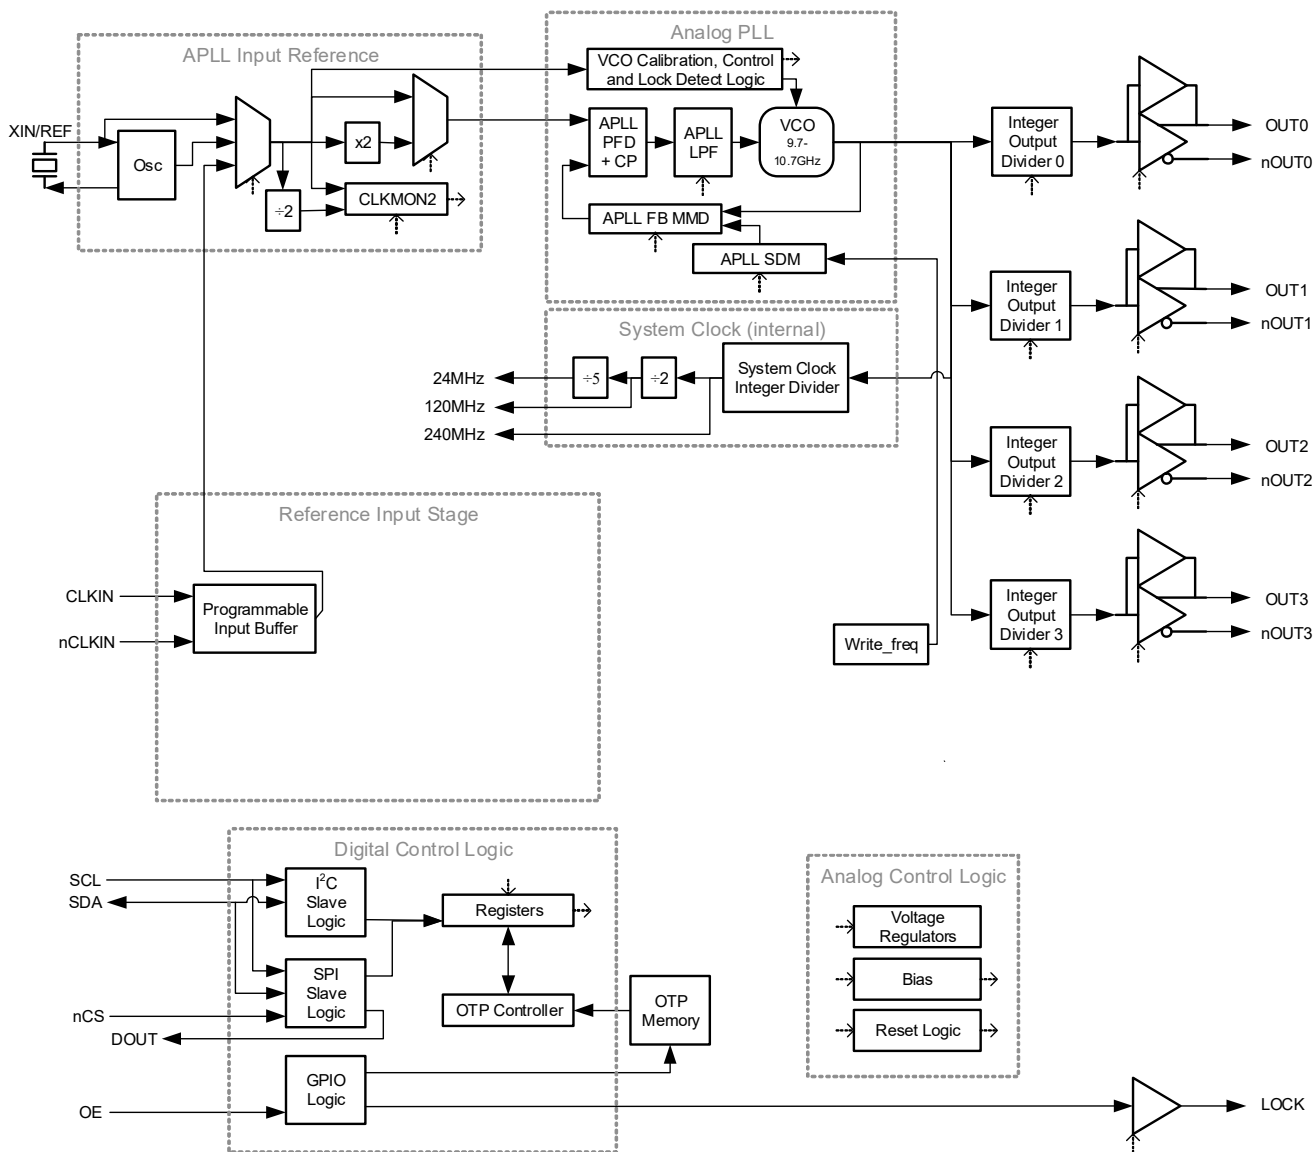 Analog PLL
APLL Input Reference
VCO Calibration, Control
and Lock Detect Logic
XIN/REF
Osc
x2
÷2
CLKMON2
APLL
PFD
+ CP
APLL
LPF
VCO
9.7-
10.7GHz
APLL FB MMD
APLL SDM
Integer
Output
Divider 0
OUT0
nOUT0
Integer
Output
Divider 1
OUT1
nOUT1
System Clock (internal)
24MHz
120MHz
240MHz
÷5
÷2
System Clock
Integer Divider
Integer
Output
Divider 2
OUT2
nOUT2
Reference Input Stage
CLKIN
nCLKIN
Programmable
Input Buffer
Write_freq
Integer
Output
Divider 3
OUT3
nOUT3
Digital Control Logic
SCL
SDA
I²C
Slave
Logic
Registers
SPI
Slave
Logic
nCS
DOUT
OTP Controller
OTP
Memory
GPIO
Logic
OE
Analog Control Logic
Voltage
Regulators
Bias
Reset Logic
LOCK